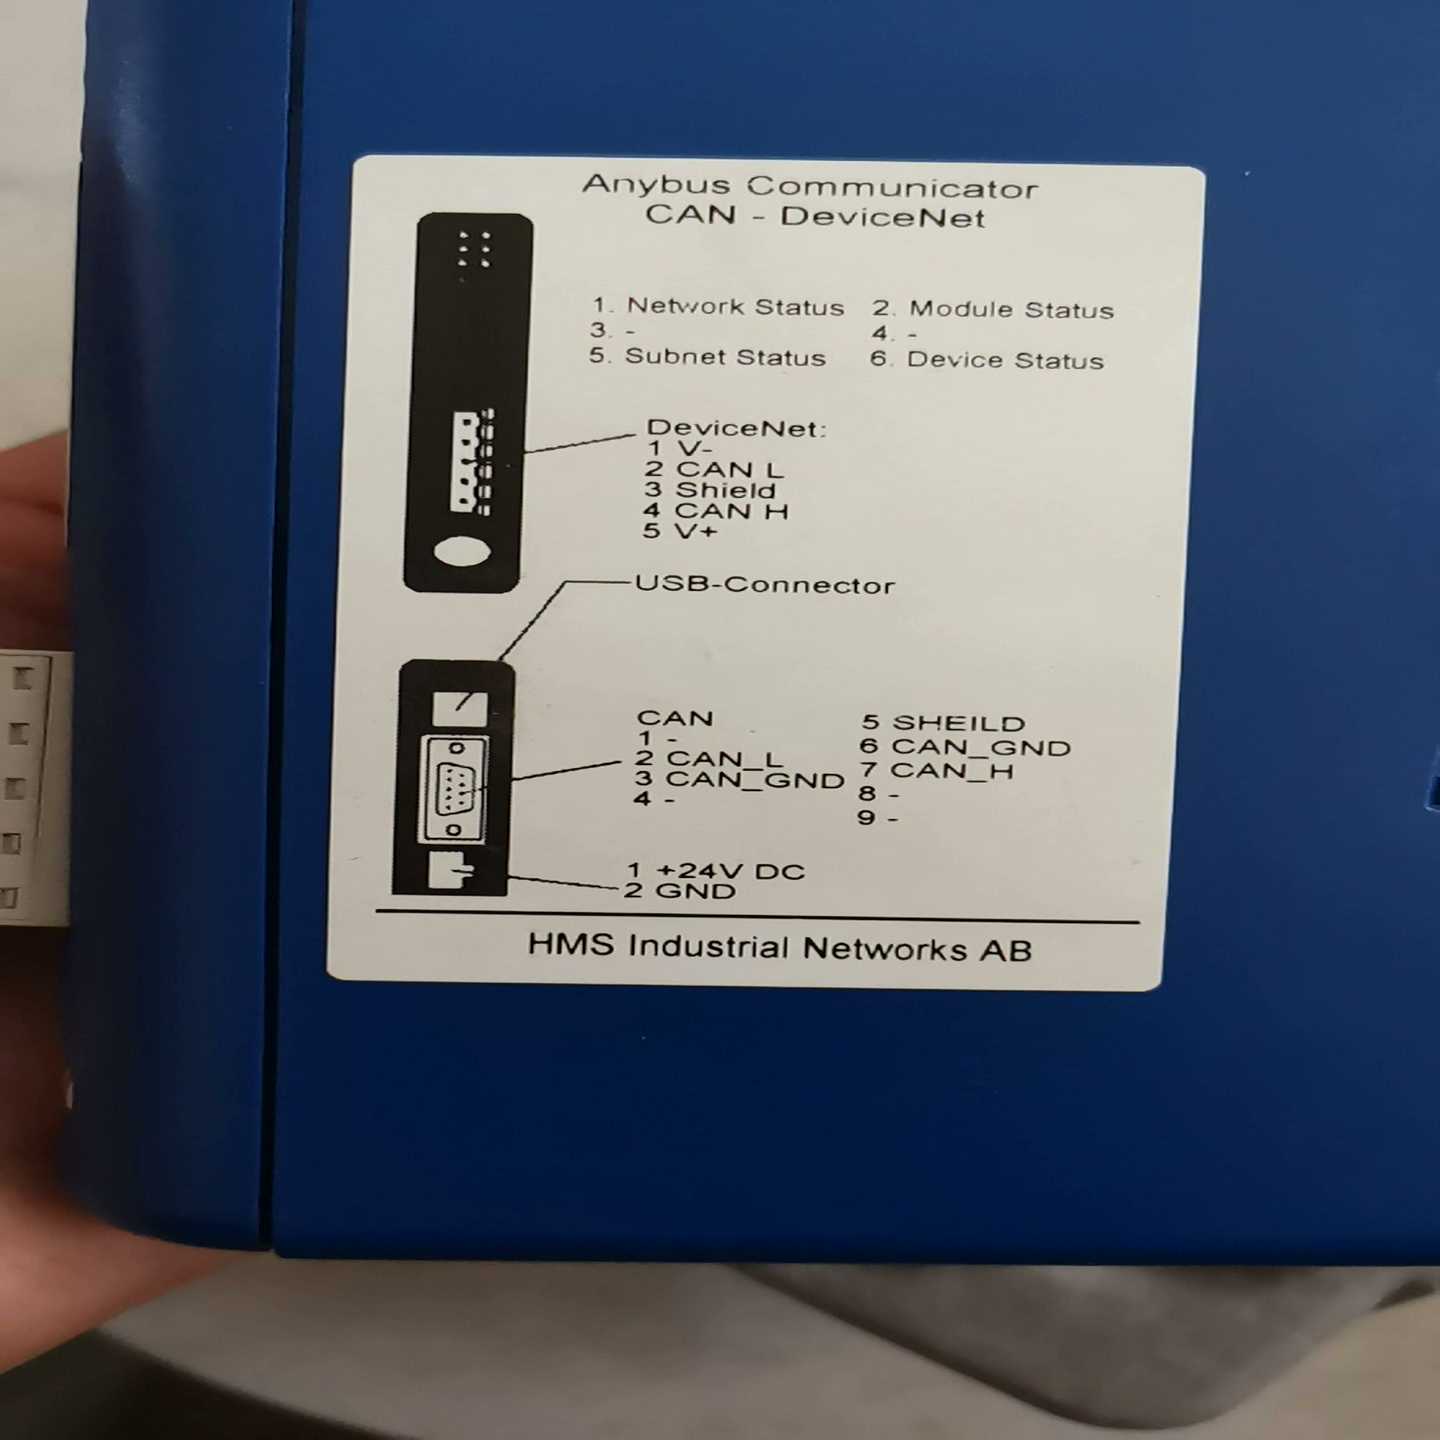 Anybus Communicator
CAN - DeviceNet
1. Network Status 2. Module Status
3. - 4. -
5. Subnet Status 6. Device Status
DeviceNet:
1 V-
2 CAN L
3 Shield
4 CAN H
5 V+
USB-Connector
CAN
1 -
2 CAN_L
3 CAN_GND
4 -
5 SHEILD
6 CAN_GND
7 CAN_H
8 -
9 -
1 +24V DC
2 GND
HMS Industrial Networks AB